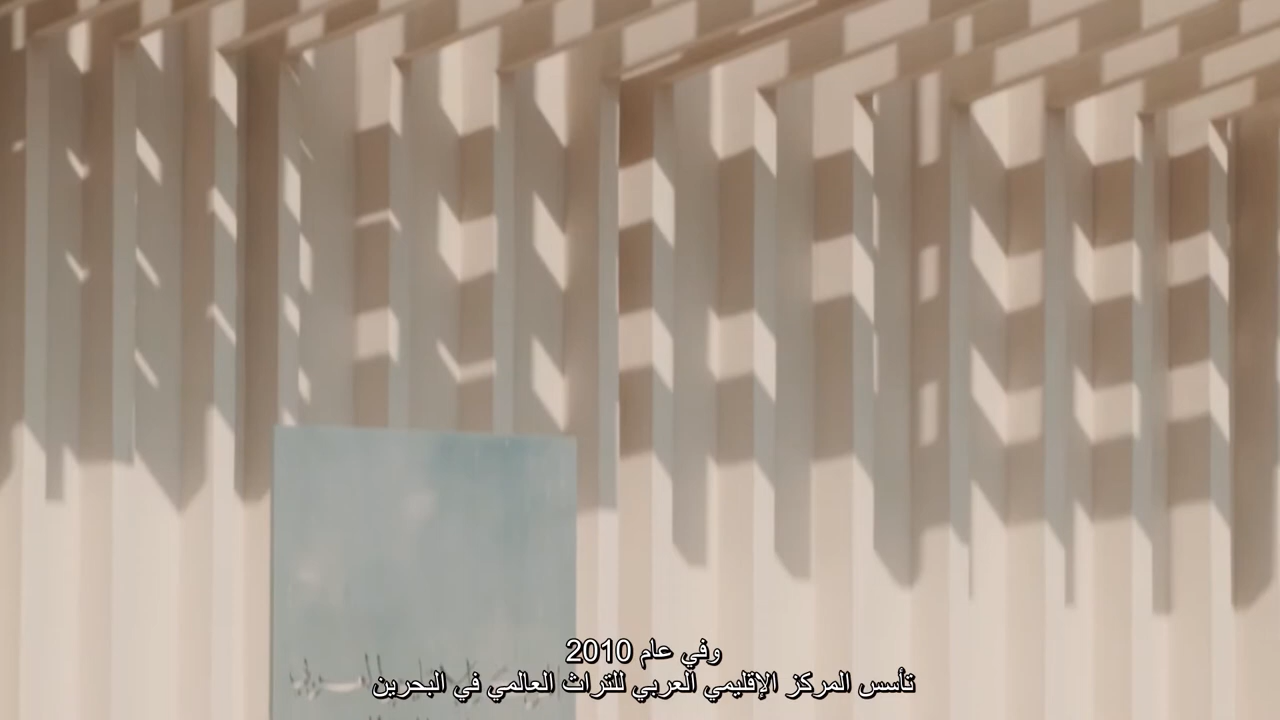 وفي عام 2010
تأسس المركز الإقليمي العربي للتراث العالمي في البحرين